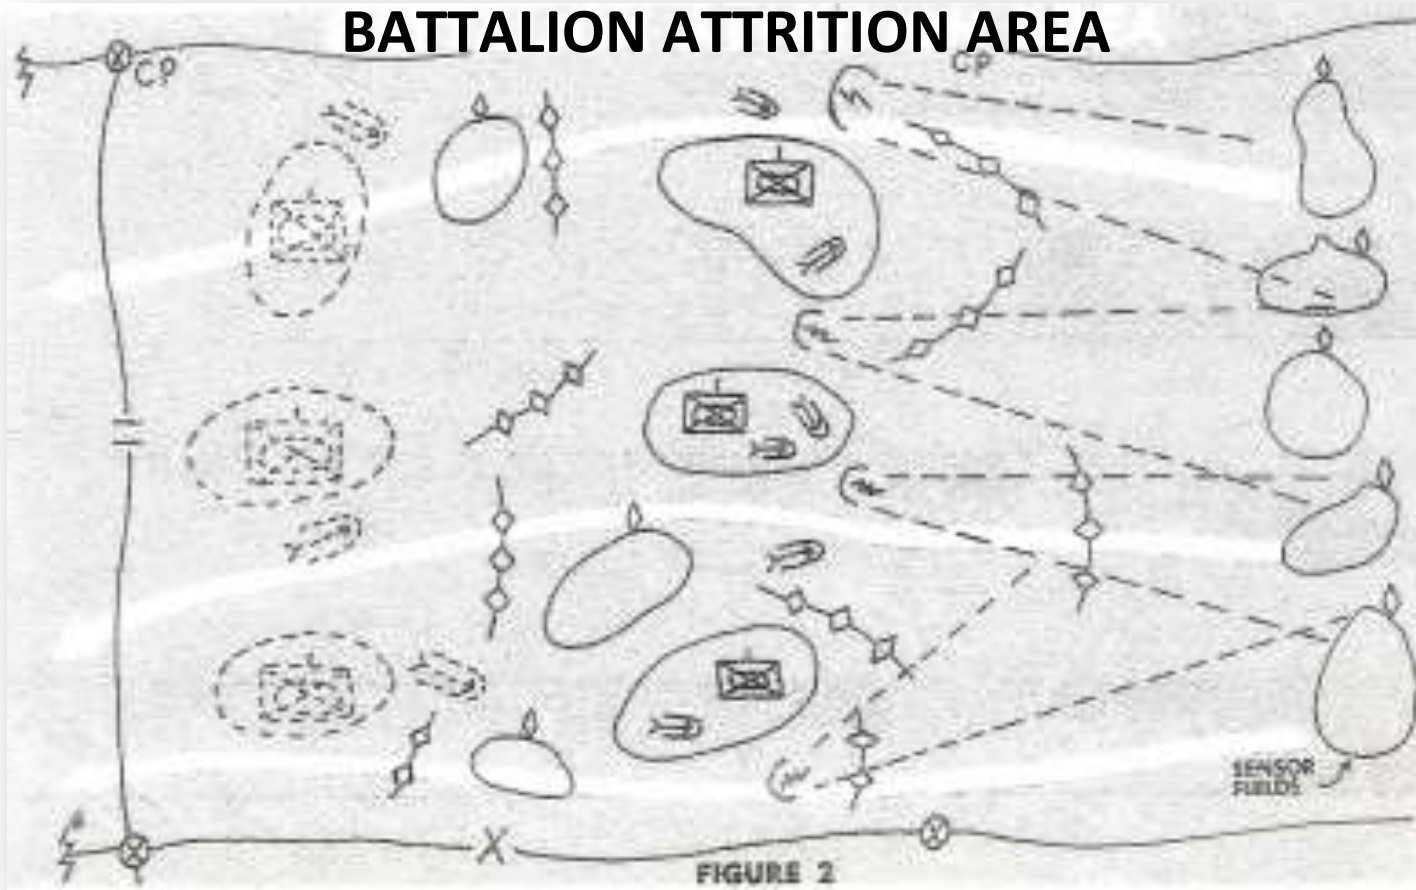 BATTALION ATTRITION AREA
CP
CP
X
SENSOR
FIELDS
FIGURE 2